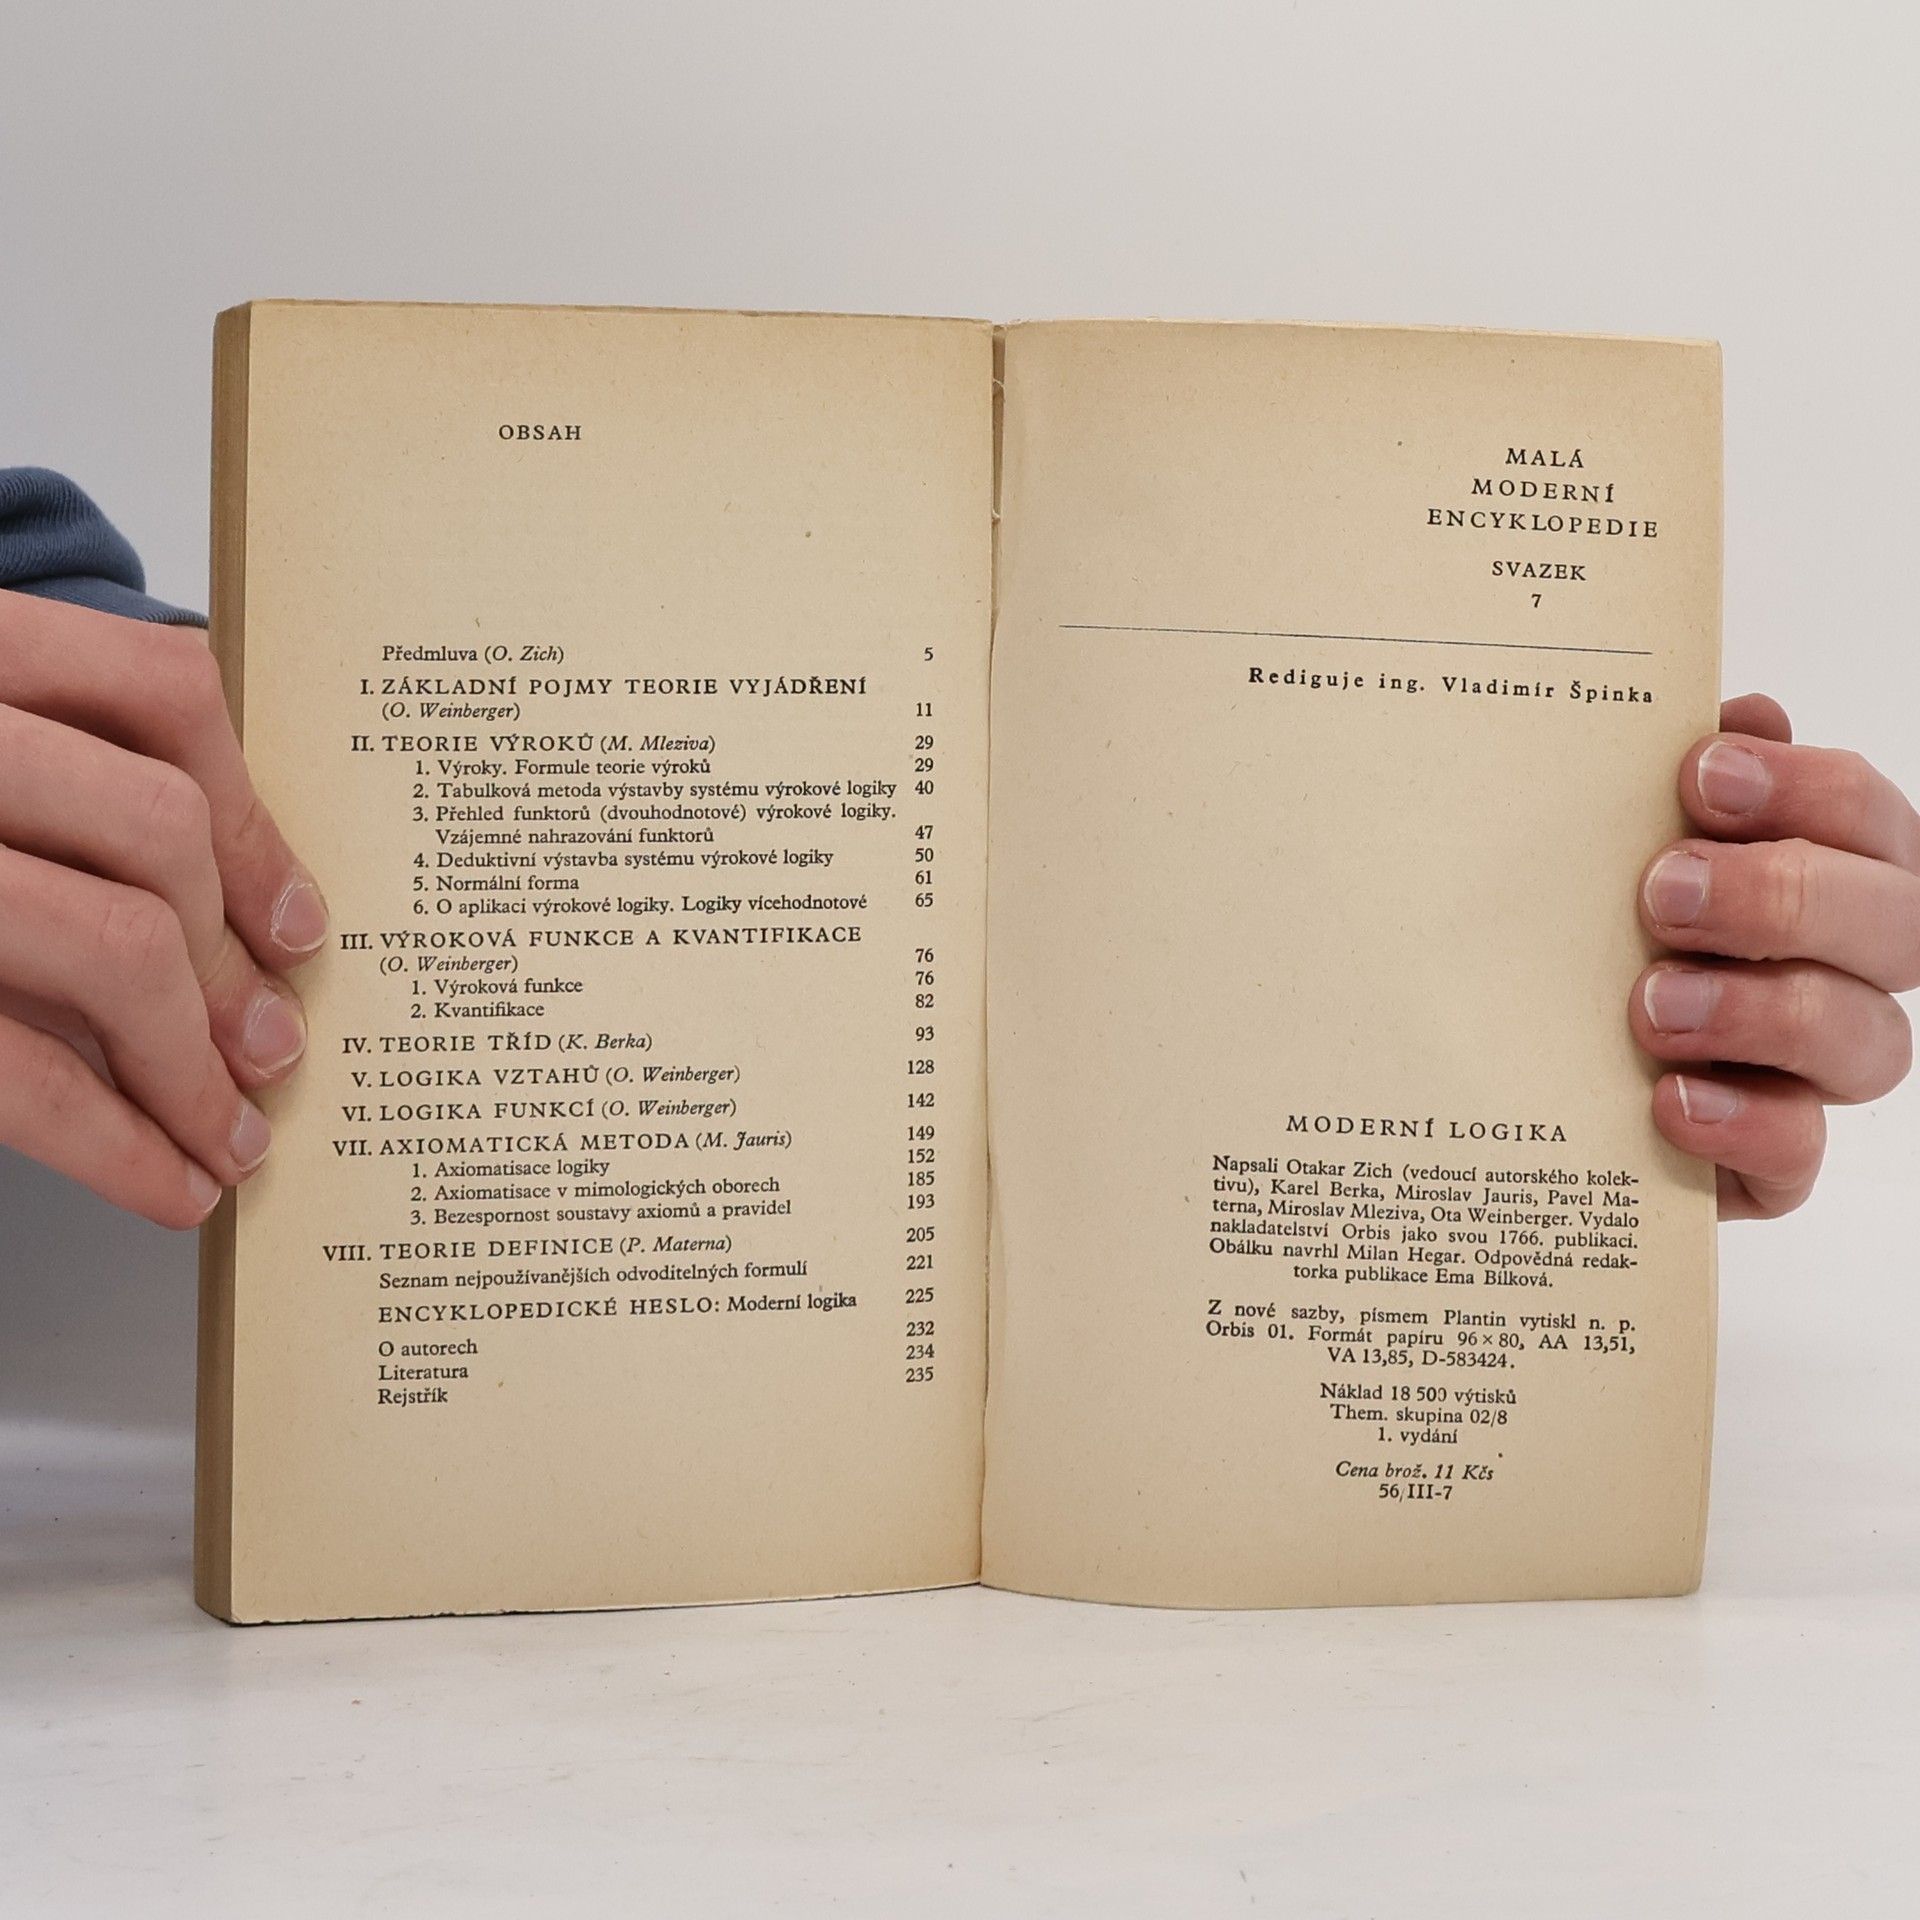 OBSAH
Předmluva (O. Zich) 5
I. ZÁKLADNÍ POJMY TEORIE VYJÁDŘENÍ
(O. Weinberger) 11
II. TEORIE VÝROKŮ (M. Mleziva) 29
1. Výroky. Formule teorie výroků 29
2. Tabulková metoda výstavby systému výrokové logiky 40
3. Přehled funktorů (dvouhodnotové) výrokové logiky.
Vzájemné nahrazování funktorů 47
4. Deduktivní výstavba systému výrokové logiky 50
5. Normální forma 61
6. O aplikaci výrokové logiky. Logiky vícehodnotové 65
III. VÝROKOVÁ FUNKCE A KVANTIFIKACE
(O. Weinberger) 76
1. Výroková funkce 76
2. Kvantifikace 82
IV. TEORIE TŘÍD (K. Berka) 93
V. LOGIKA VZTAHŮ (O. Weinberger) 128
VI. LOGIKA FUNKCÍ (O. Weinberger) 142
VII. AXIOMATICKÁ METODA (M. Jauris) 149
1. Axiomatisace logiky 152
2. Axiomatisace v mimologických oborech 185
3. Bezespornost soustavy axiomů a pravidel 193
VIII. TEORIE DEFINICE (P. Materna) 205
Seznam nejpoužívanějších odvoditelných formulí 221
ENCYKLOPEDICKÉ HESLO: Moderní logika 225
O autorech 232
Literatura 234
Rejstřík 235
MALÁ
MODERNÍ
ENCYKLOPEDIE
SVAZEK
7
Rediguje ing. Vladimír Špinka
MODERNÍ LOGIKA
Napsali Otakar Zich (vedoucí autorského kolek-
tivu), Karel Berka, Miroslav Jauris, Pavel Ma-
terna, Miroslav Mleziva, Ota Weinberger. Vydalo
nakladatelství Orbis jako svou 1766. publikaci.
Obálku navrhl Milan Hegar. Odpovědná redak-
torka publikace Ema Bílková.
Z nové sazby, písmem Plantin vytiskl n. p.
Orbis 01. Formát papíru 96 × 80, AA 13,51,
VA 13,85, D-583424.
Náklad 18 500 výtisků
Them. skupina 02/8
1. vydání
Cena brož. 11 Kčs
56/III-7